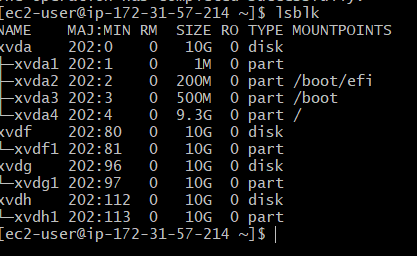 [ec2-user@ip-172-31-57-214 ~]$ lsblk
NAME    MAJ:MIN RM  SIZE RO TYPE MOUNTPOINTS
xvda    202:0    0   10G  0 disk
├─xvda1 202:1    0    1M  0 part
├─xvda2 202:2    0  200M  0 part /boot/efi
├─xvda3 202:3    0  500M  0 part /boot
└─xvda4 202:4    0  9.3G  0 part /
xvdf    202:80   0   10G  0 disk
└─xvdf1 202:81   0   10G  0 part
xvdg    202:96   0   10G  0 disk
└─xvdg1 202:97   0   10G  0 part
xvdh    202:112  0   10G  0 disk
└─xvdh1 202:113  0   10G  0 part
[ec2-user@ip-172-31-57-214 ~]$